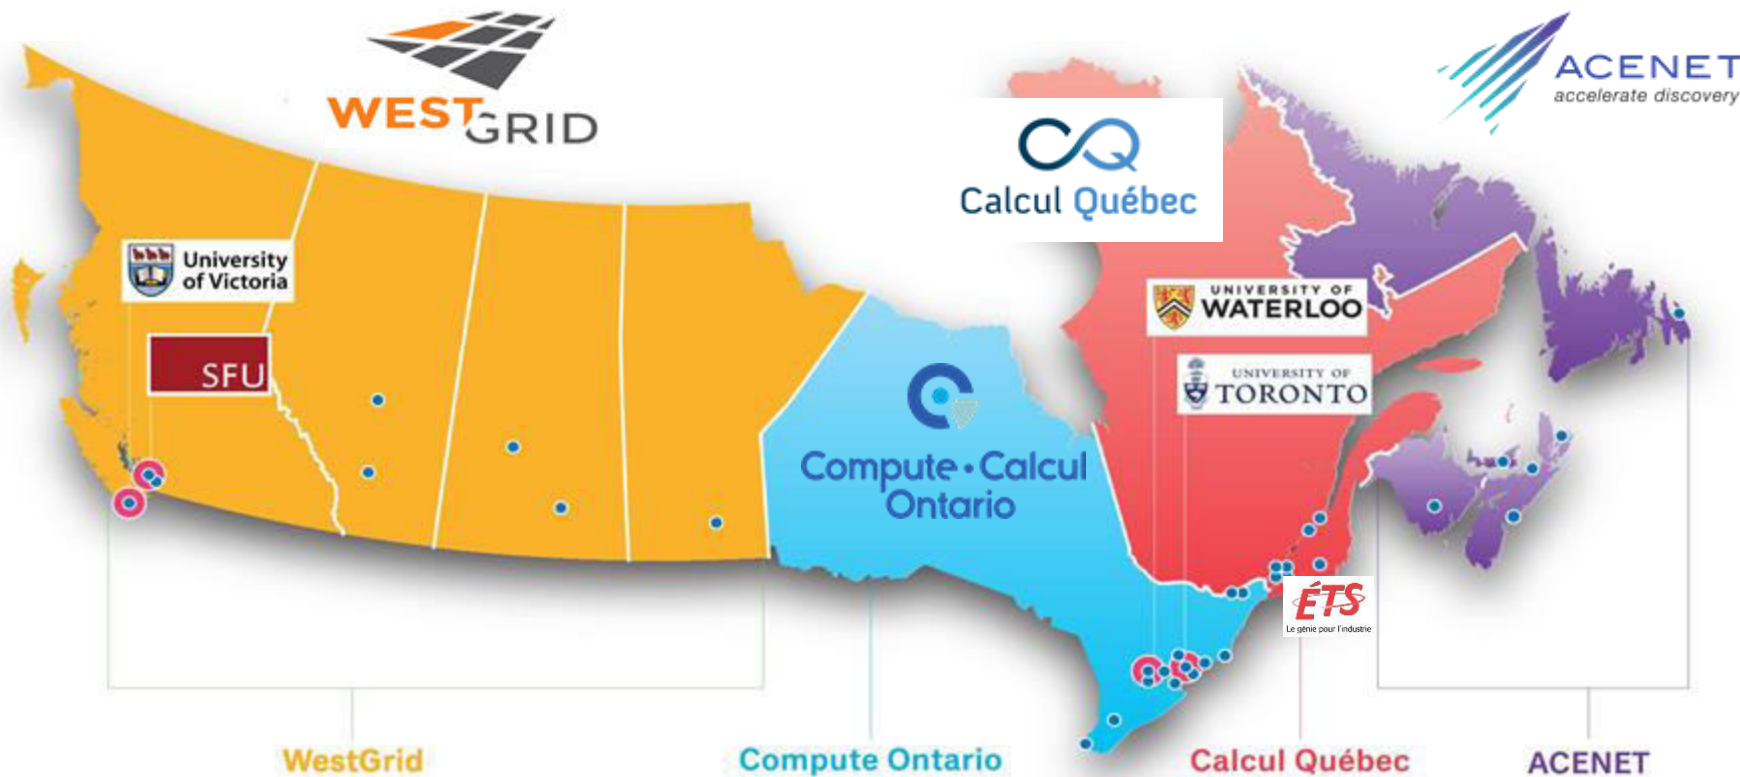 WESTGRID
ACENET
accelerate discovery
Calcul Québec
University
of Victoria
SFU
UNIVERSITY OF
WATERLOO
UNIVERSITY OF
TORONTO
Compute • Calcul
Ontario
ÉTS
Le génie pour l'industrie
WestGrid
Compute Ontario
Calcul Québec
ACENET